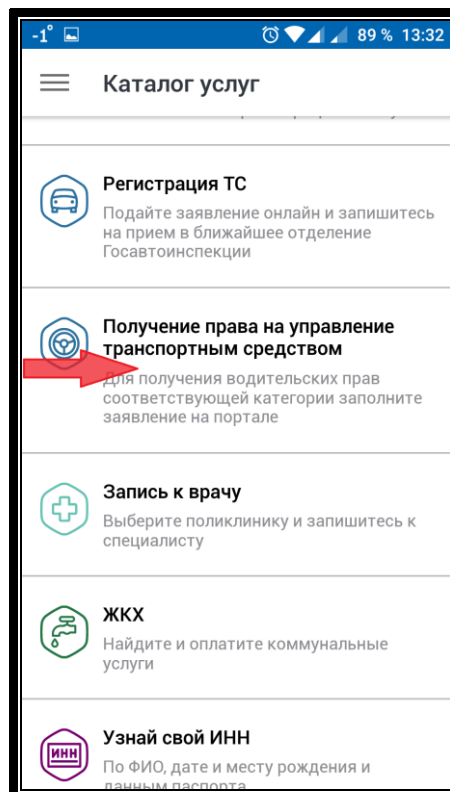 -1° 89 % 13:32
Каталог услуг
Регистрация ТС
Подайте заявление онлайн и запишитесь
на прием в ближайшее отделение
Госавтоинспекции
Получение права на управление
транспортным средством
Для получения водительских прав
соответствующей категории заполните
заявление на портале
Запись к врачу
Выберите поликлинику и запишитесь к
специалисту
ЖКХ
Найдите и оплатите коммунальные
услуги
ИНН
Узнай свой ИНН
По ФИО, дате и месту рождения и
данным паспорта